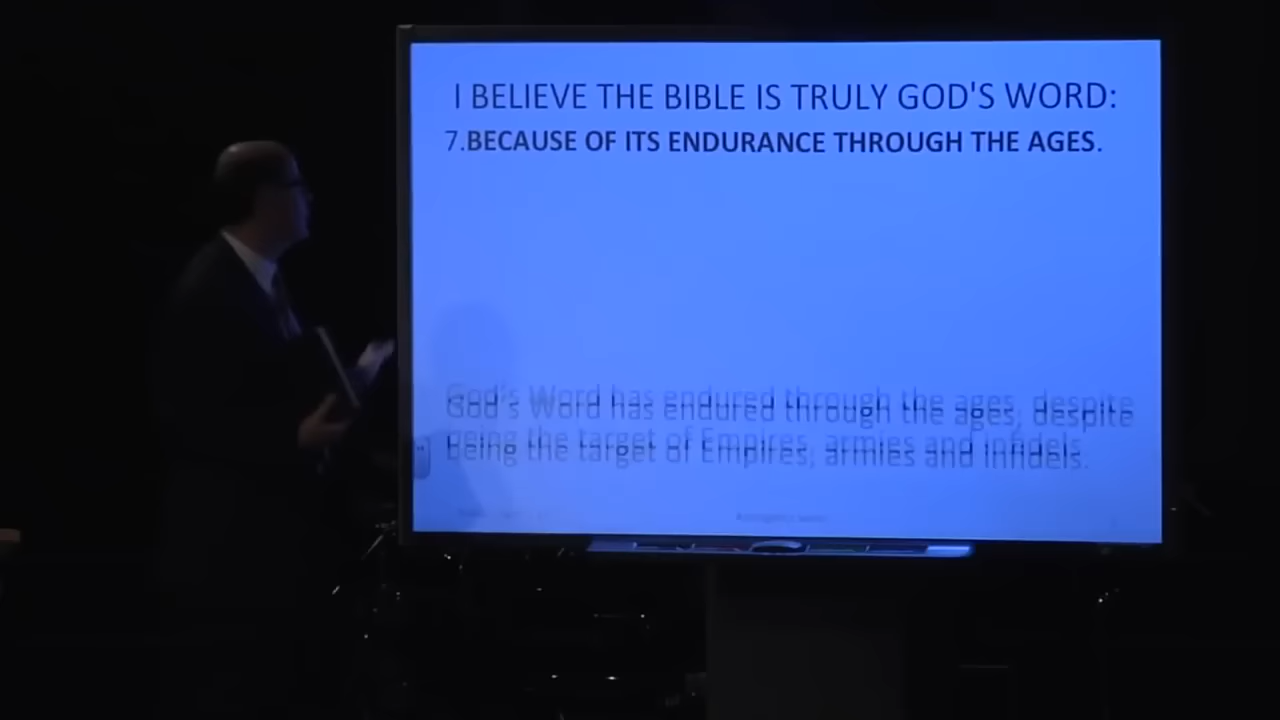 I BELIEVE THE BIBLE IS TRULY GOD'S WORD:
7.BECAUSE OF ITS ENDURANCE THROUGH THE AGES.
God's Word has endured through the ages, despite
being the target of Empires, armies and infidels.